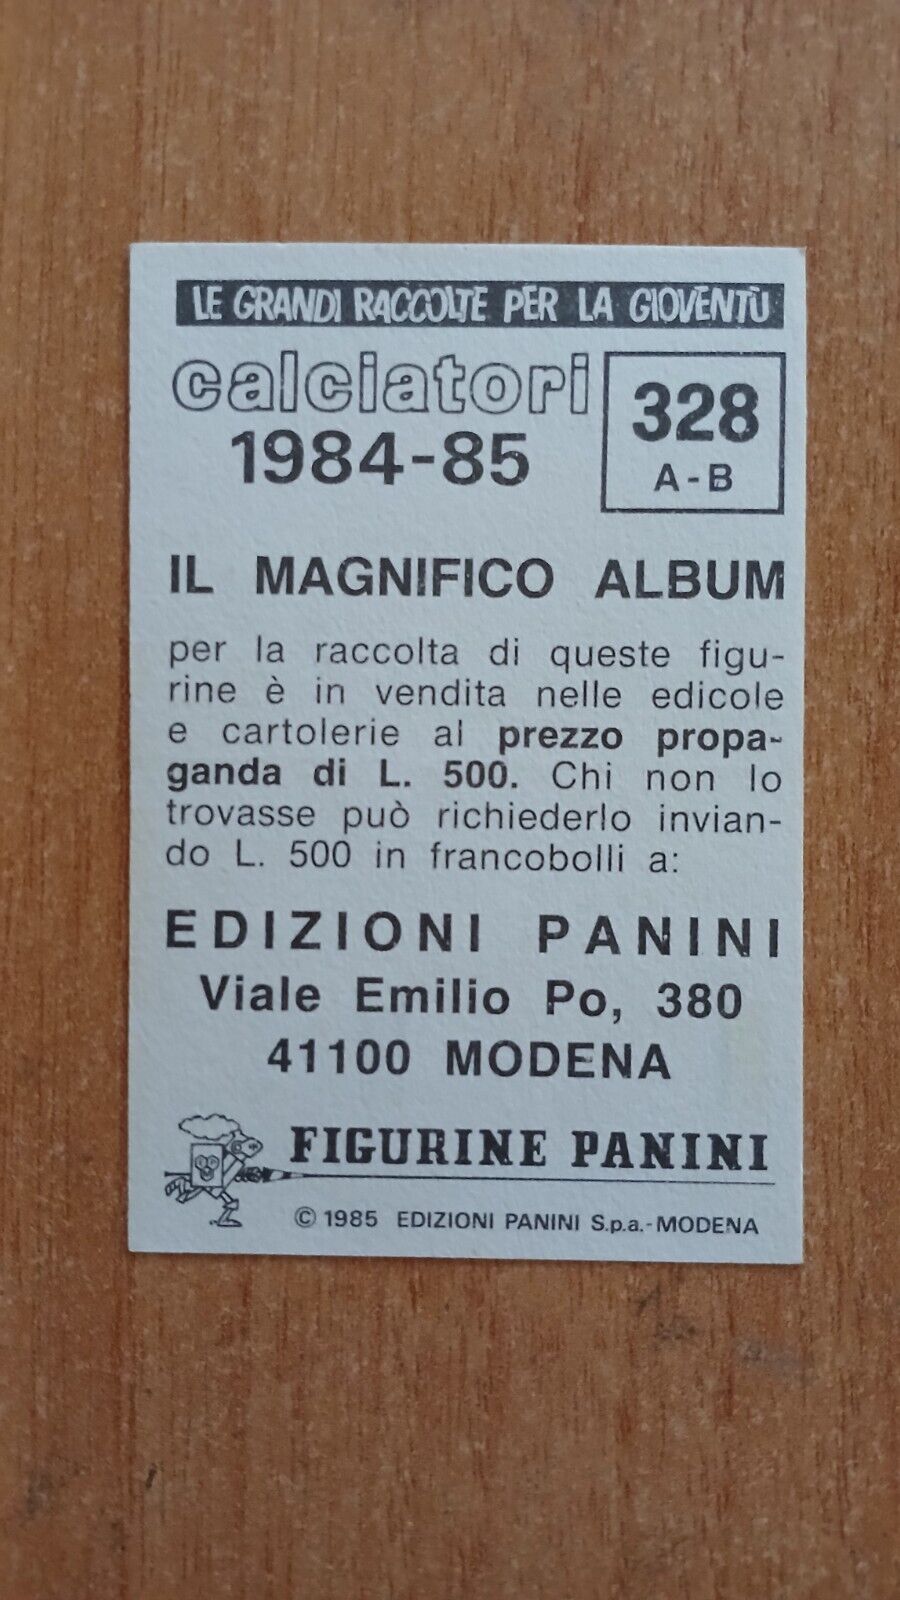 LE GRANDI RACCOLTE PER LA GIOVENTÙ
calciatori
1984-85
328
A-B
IL MAGNIFICO ALBUM
per la raccolta di queste figu-
rine è in vendita nelle edicole
e cartolerie al prezzo propa-
ganda di L. 500. Chi non lo
trovasse può richiederlo invian-
do L. 500 in francobolli a:
EDIZIONI PANINI
Viale Emilio Po, 380
41100 MODENA
FIGURINE PANINI
© 1985 EDIZIONI PANINI S.p.a.-MODENA